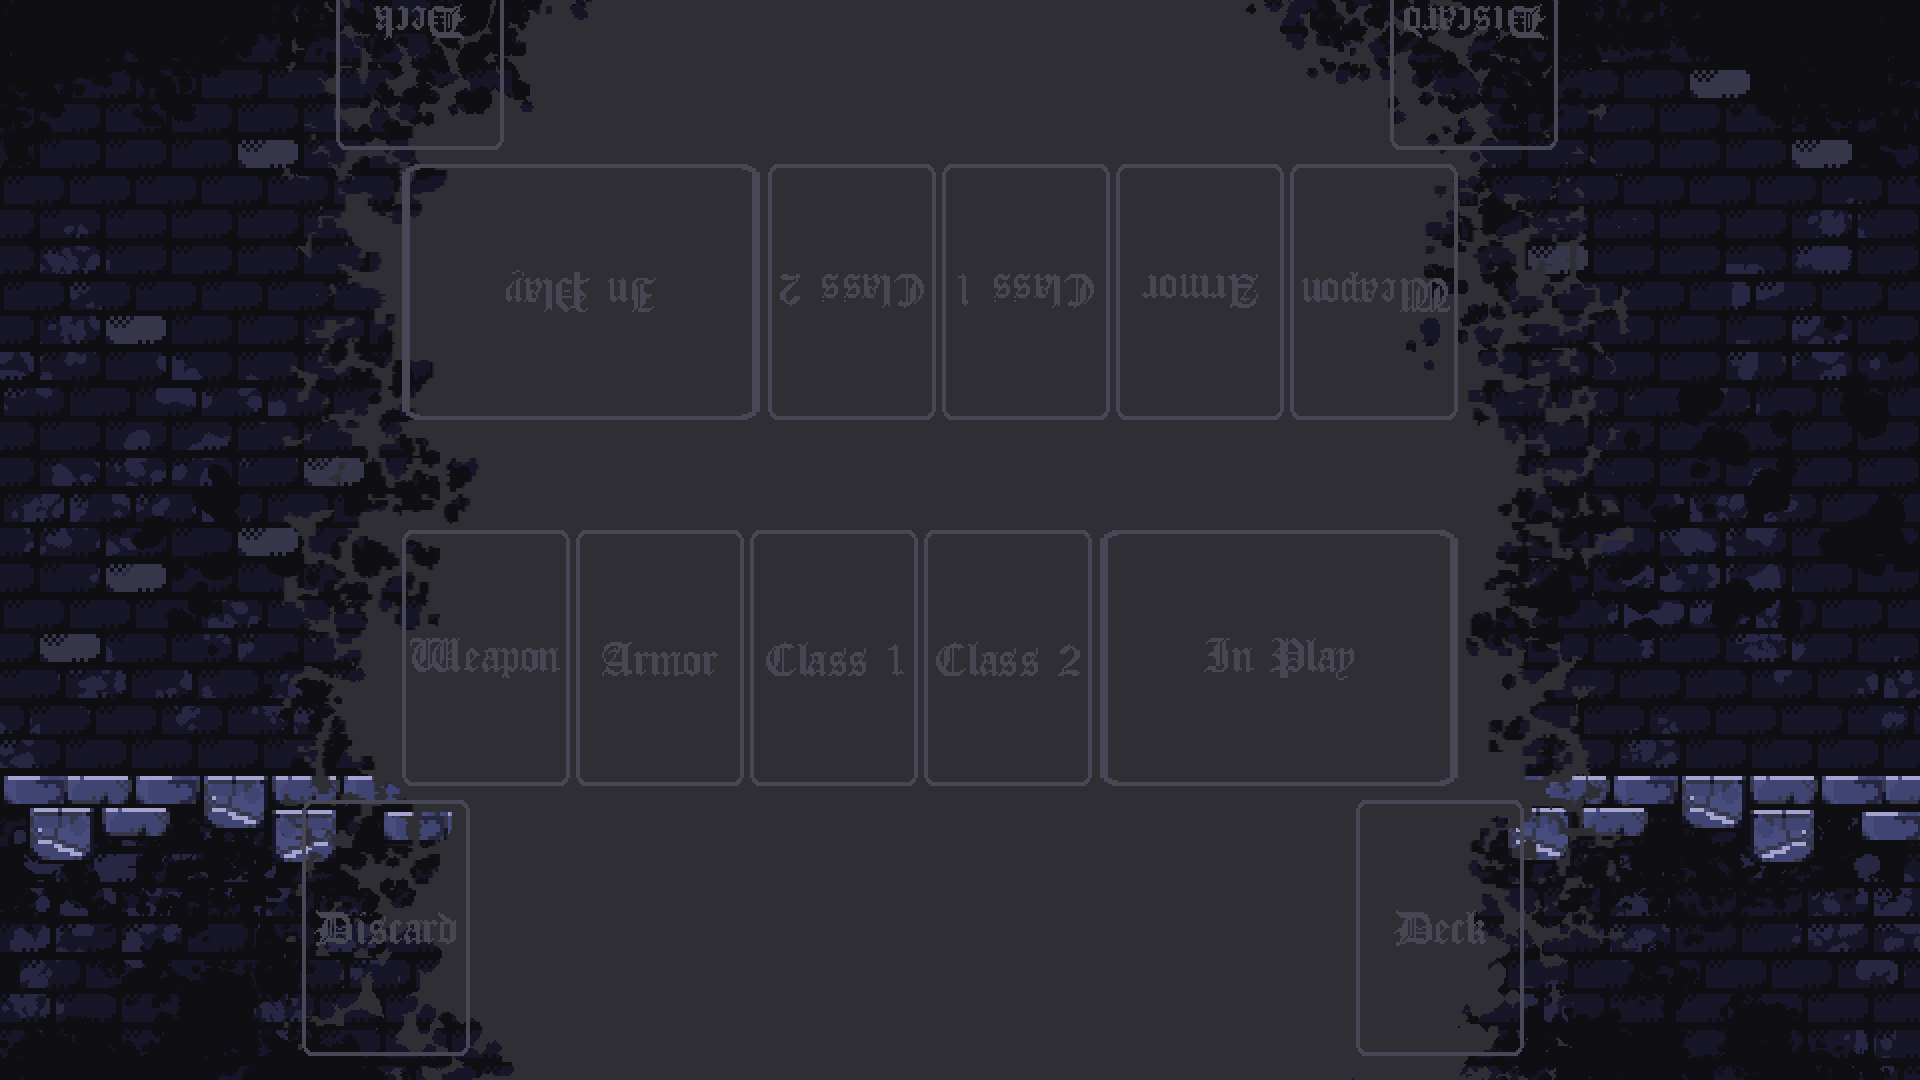 Deck
Discard
In Play
Class 2
Class 1
Armor
Weapon
Weapon
Armor
Class 1
Class 2
In Play
Discard
Deck